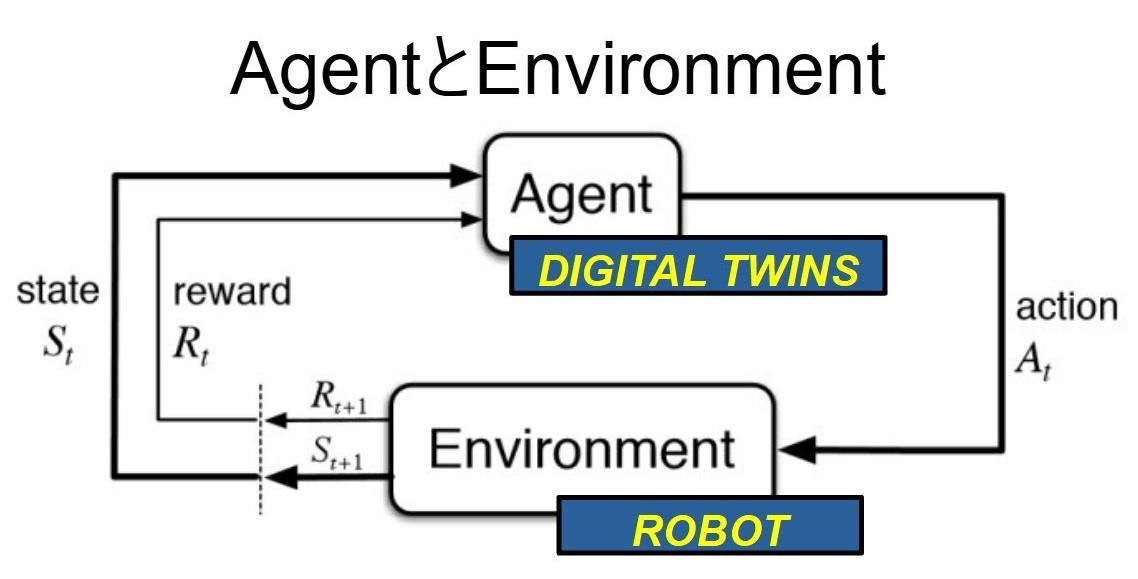 AgentとEnvironment
Agent
DIGITAL TWINS
state
S_t
reward
R_t
action
A_t
R_{t+1}
S_{t+1}
Environment
ROBOT